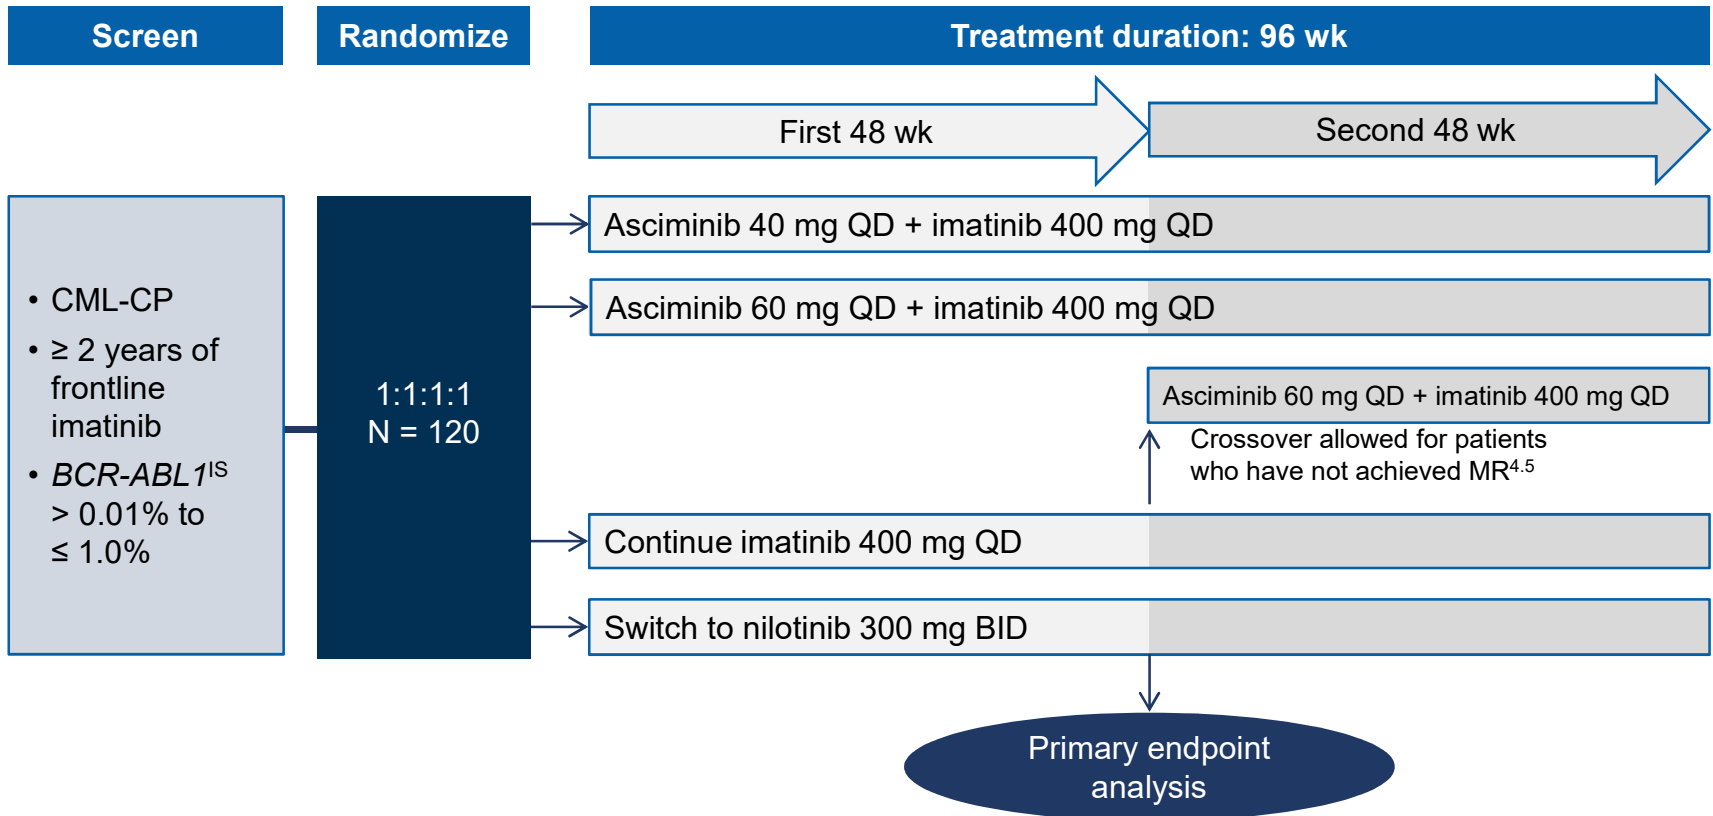 Screen
Randomize
Treatment duration: 96 wk
First 48 wk
Second 48 wk
• CML-CP
• ≥ 2 years of
frontline
imatinib
• BCR-ABL1^IS
> 0.01% to
≤ 1.0%
1:1:1:1
N = 120
Asciminib 40 mg QD + imatinib 400 mg QD
Asciminib 60 mg QD + imatinib 400 mg QD
Asciminib 60 mg QD + imatinib 400 mg QD
Crossover allowed for patients
who have not achieved MR^4.5
Continue imatinib 400 mg QD
Switch to nilotinib 300 mg BID
Primary endpoint
analysis